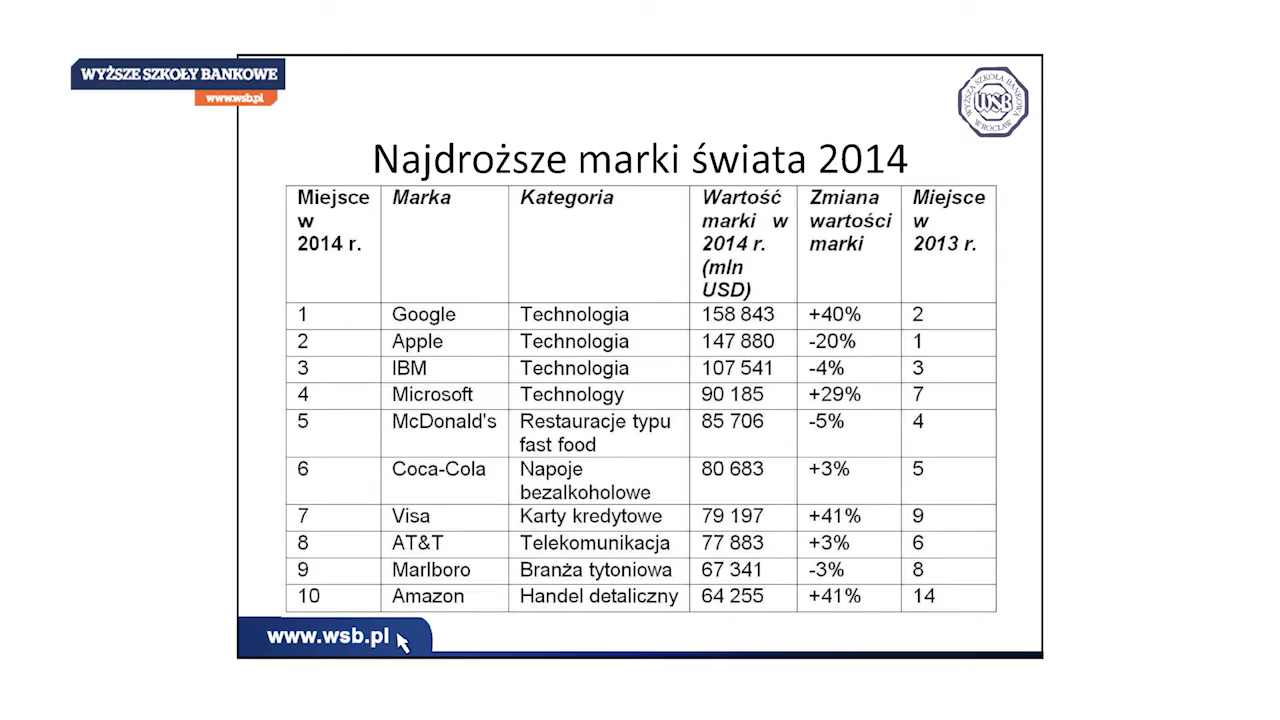 WYŻSZE SZKOŁY BANKOWE
www.wsb.pl
WYŻSZA SZKOŁA BANKOWA
WSB
WROCŁAW
Najdroższe marki świata 2014
Miejsce w 2014 r. Marka Kategoria Wartość marki w 2014 r. (mln USD) Zmiana wartości marki Miejsce w 2013 r.
1 Google Technologia 158 843 +40% 2
2 Apple Technologia 147 880 -20% 1
3 IBM Technologia 107 541 -4% 3
4 Microsoft Technology 90 185 +29% 7
5 McDonald's Restauracje typu fast food 85 706 -5% 4
6 Coca-Cola Napoje bezalkoholowe 80 683 +3% 5
7 Visa Karty kredytowe 79 197 +41% 9
8 AT&T Telekomunikacja 77 883 +3% 6
9 Marlboro Branża tytoniowa 67 341 -3% 8
10 Amazon Handel detaliczny 64 255 +41% 14
www.wsb.pl